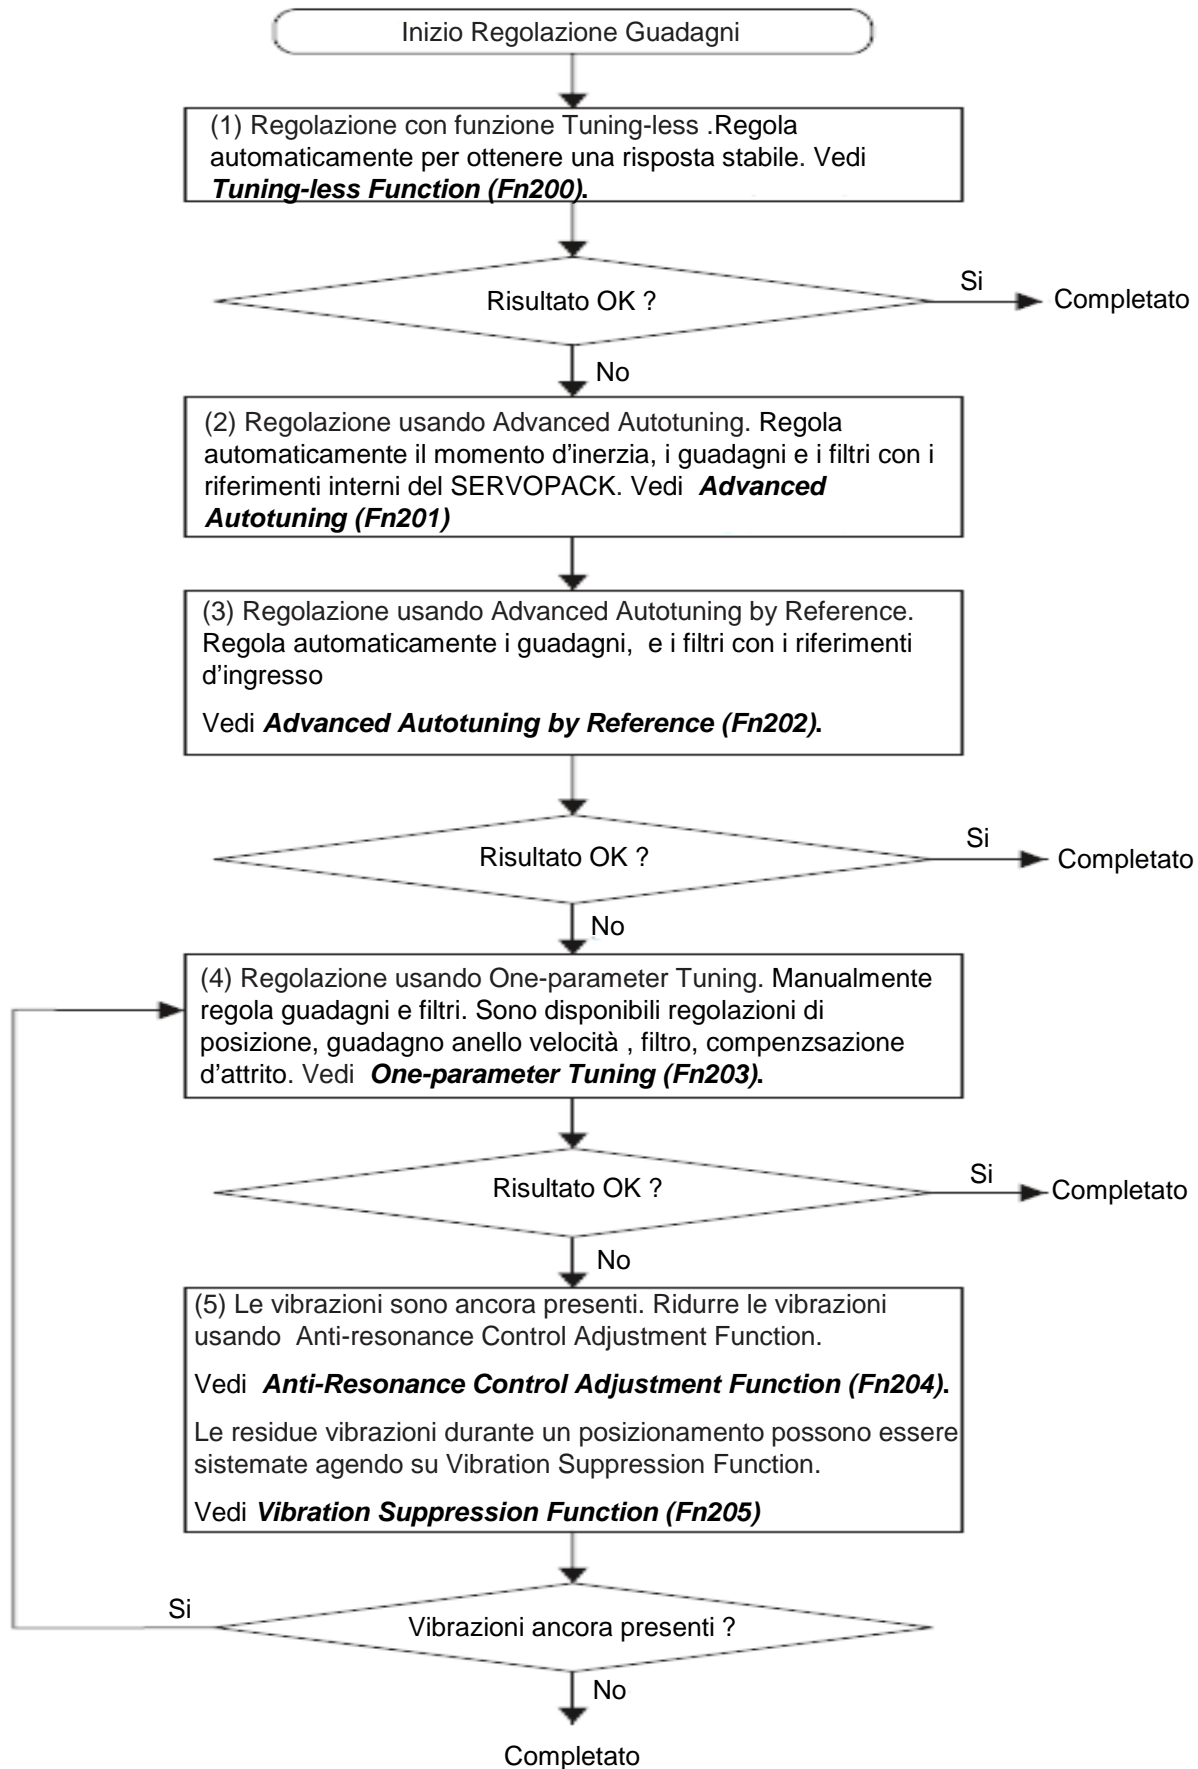 Inizio Regolazione Guadagni
(1) Regolazione con funzione Tuning-less .Regola
automaticamente per ottenere una risposta stabile. Vedi
Tuning-less Function (Fn200).
Risultato OK ?
Si
Completato
No
(2) Regolazione usando Advanced Autotuning. Regola
automaticamente il momento d’inerzia, i guadagni e i filtri con i
riferimenti interni del SERVOPACK. Vedi Advanced
Autotuning (Fn201)
(3) Regolazione usando Advanced Autotuning by Reference.
Regola automaticamente i guadagni, e i filtri con i riferimenti
d’ingresso
Vedi Advanced Autotuning by Reference (Fn202).
Risultato OK ?
Si
Completato
No
(4) Regolazione usando One-parameter Tuning. Manualmente
regola guadagni e filtri. Sono disponibili regolazioni di
posizione, guadagno anello velocità , filtro, compenzsazione
d’attrito. Vedi One-parameter Tuning (Fn203).
Risultato OK ?
Si
Completato
No
(5) Le vibrazioni sono ancora presenti. Ridurre le vibrazioni
usando Anti-resonance Control Adjustment Function.
Vedi Anti-Resonance Control Adjustment Function (Fn204).
Le residue vibrazioni durante un posizionamento possono essere
sistemate agendo su Vibration Suppression Function.
Vedi Vibration Suppression Function (Fn205)
Si
Vibrazioni ancora presenti ?
No
Completato